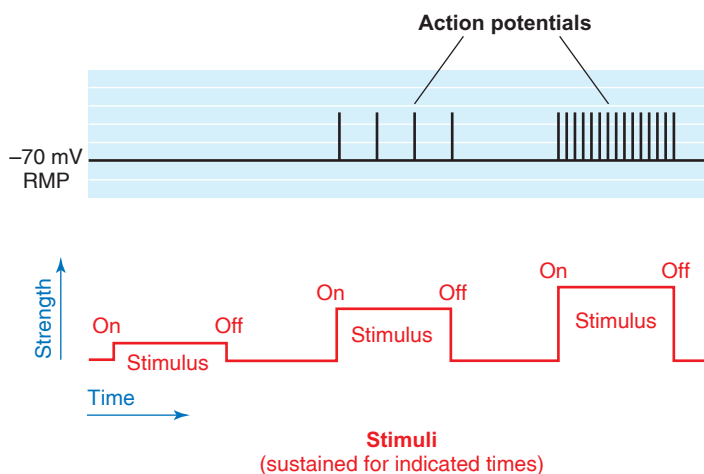 Action potentials
–70 mV
RMP
Strength
On
Off
Stimulus
On
Off
Stimulus
On
Off
Stimulus
Time
Stimuli
(sustained for indicated times)